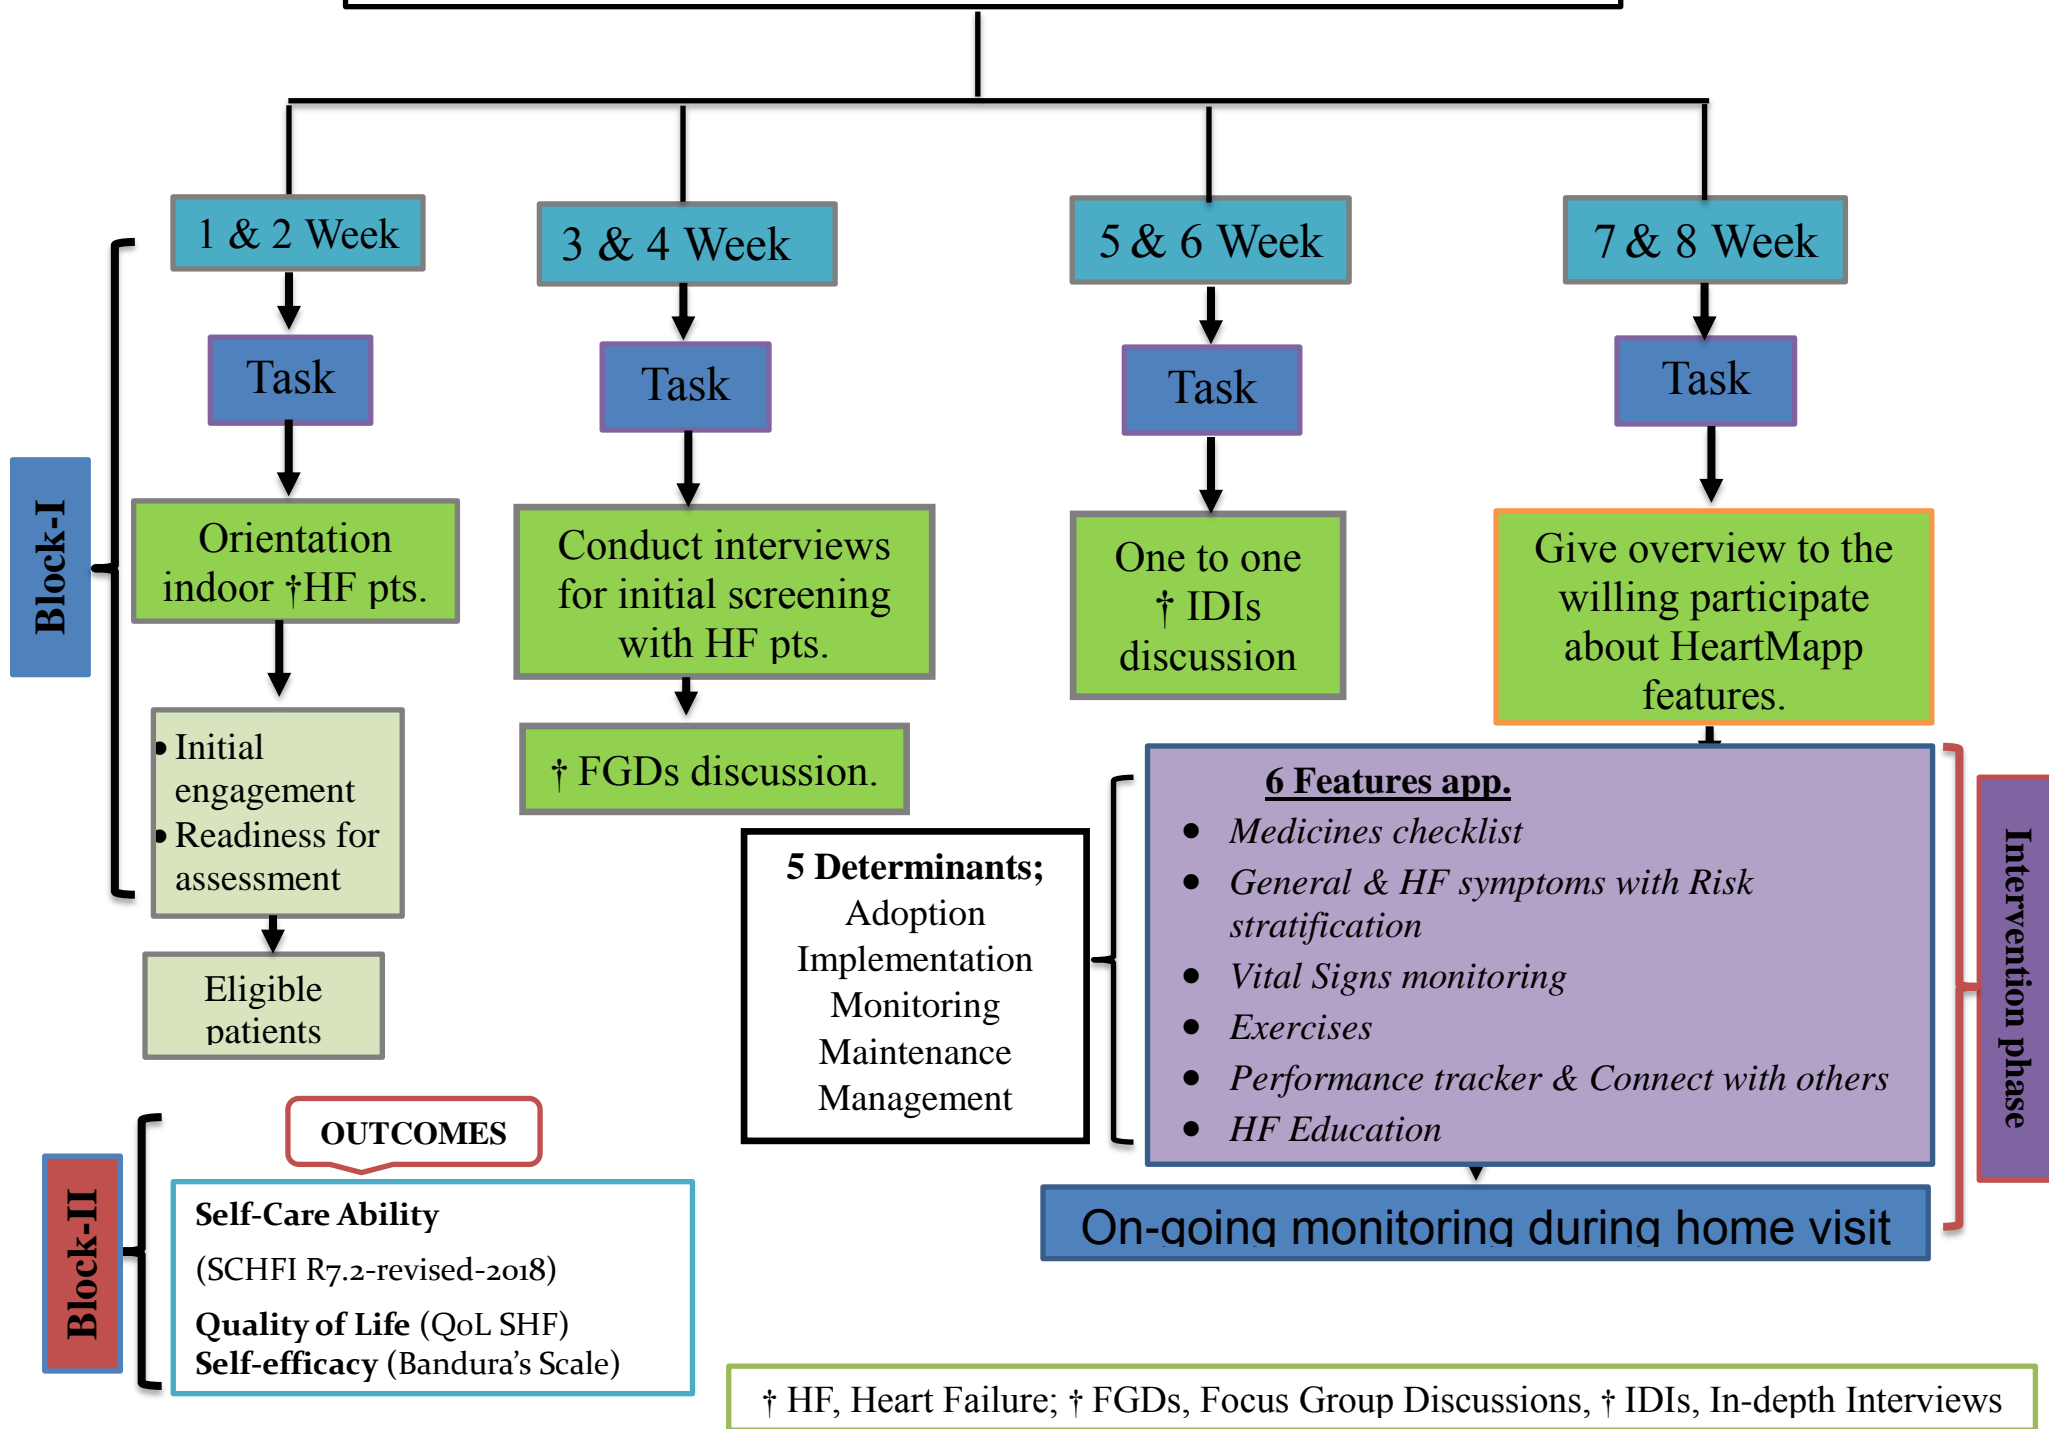 1 & 2 Week
3 & 4 Week
5 & 6 Week
7 & 8 Week
Task
Task
Task
Task
Block-I
Orientation
indoor †HF pts.
Conduct interviews
for initial screening
with HF pts.
One to one
† IDIs
discussion
Give overview to the
willing participate
about HeartMapp
features.
• Initial
engagement
• Readiness for
assessment
† FGDs discussion.
Eligible
patients
5 Determinants;
Adoption
Implementation
Monitoring
Maintenance
Management
6 Features app.
• Medicines checklist
• General & HF symptoms with Risk
stratification
• Vital Signs monitoring
• Exercises
• Performance tracker & Connect with others
• HF Education
Intervention phase
On-going monitoring during home visit
Block-II
OUTCOMES
Self-Care Ability
(SCHFI R7.2-revised-2018)
Quality of Life (QoL SHF)
Self-efficacy (Bandura's Scale)
† HF, Heart Failure; † FGDs, Focus Group Discussions, † IDIs, In-depth Interviews